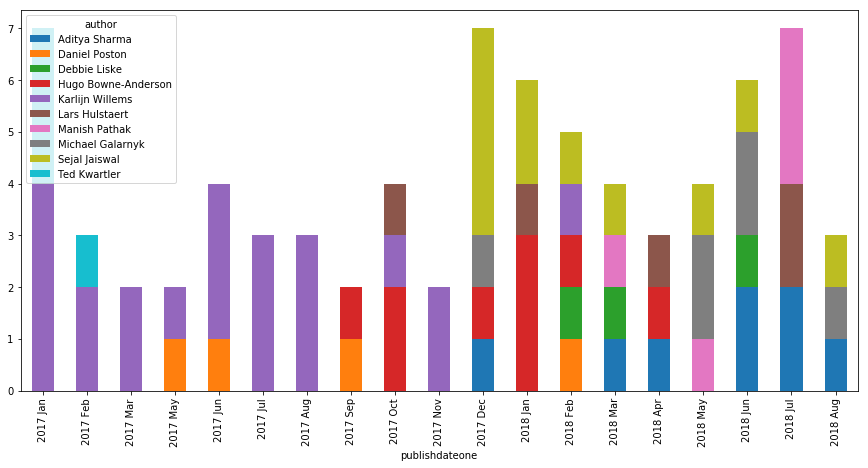 author
Aditya Sharma
Daniel Poston
Debbie Liske
Hugo Bowne-Anderson
Karlijn Willems
Lars Hulstaert
Manish Pathak
Michael Galarnyk
Sejal Jaiswal
Ted Kwartler
7
6
5
4
3
2
1
0
2017 Jan
2017 Feb
2017 Mar
2017 May
2017 Jun
2017 Jul
2017 Aug
2017 Sep
2017 Oct
2017 Nov
2017 Dec
2018 Jan
2018 Feb
2018 Mar
2018 Apr
2018 May
2018 Jun
2018 Jul
2018 Aug
publishdateone